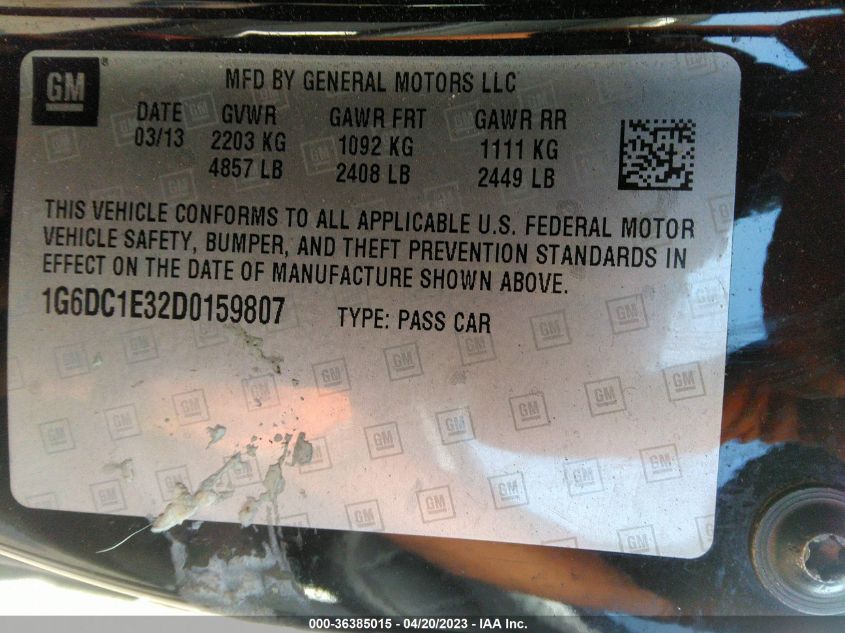 GM ®
MFD BY GENERAL MOTORS LLC
DATE GVWR GAWR FRT GAWR RR
03/13 2203 KG 1092 KG 1111 KG
4857 LB 2408 LB 2449 LB
THIS VEHICLE CONFORMS TO ALL APPLICABLE U.S. FEDERAL MOTOR
VEHICLE SAFETY, BUMPER, AND THEFT PREVENTION STANDARDS IN
EFFECT ON THE DATE OF MANUFACTURE SHOWN ABOVE.
1G6DC1E32D0159807 TYPE: PASS CAR
000-36385015 - 04/20/2023 - IAA Inc.